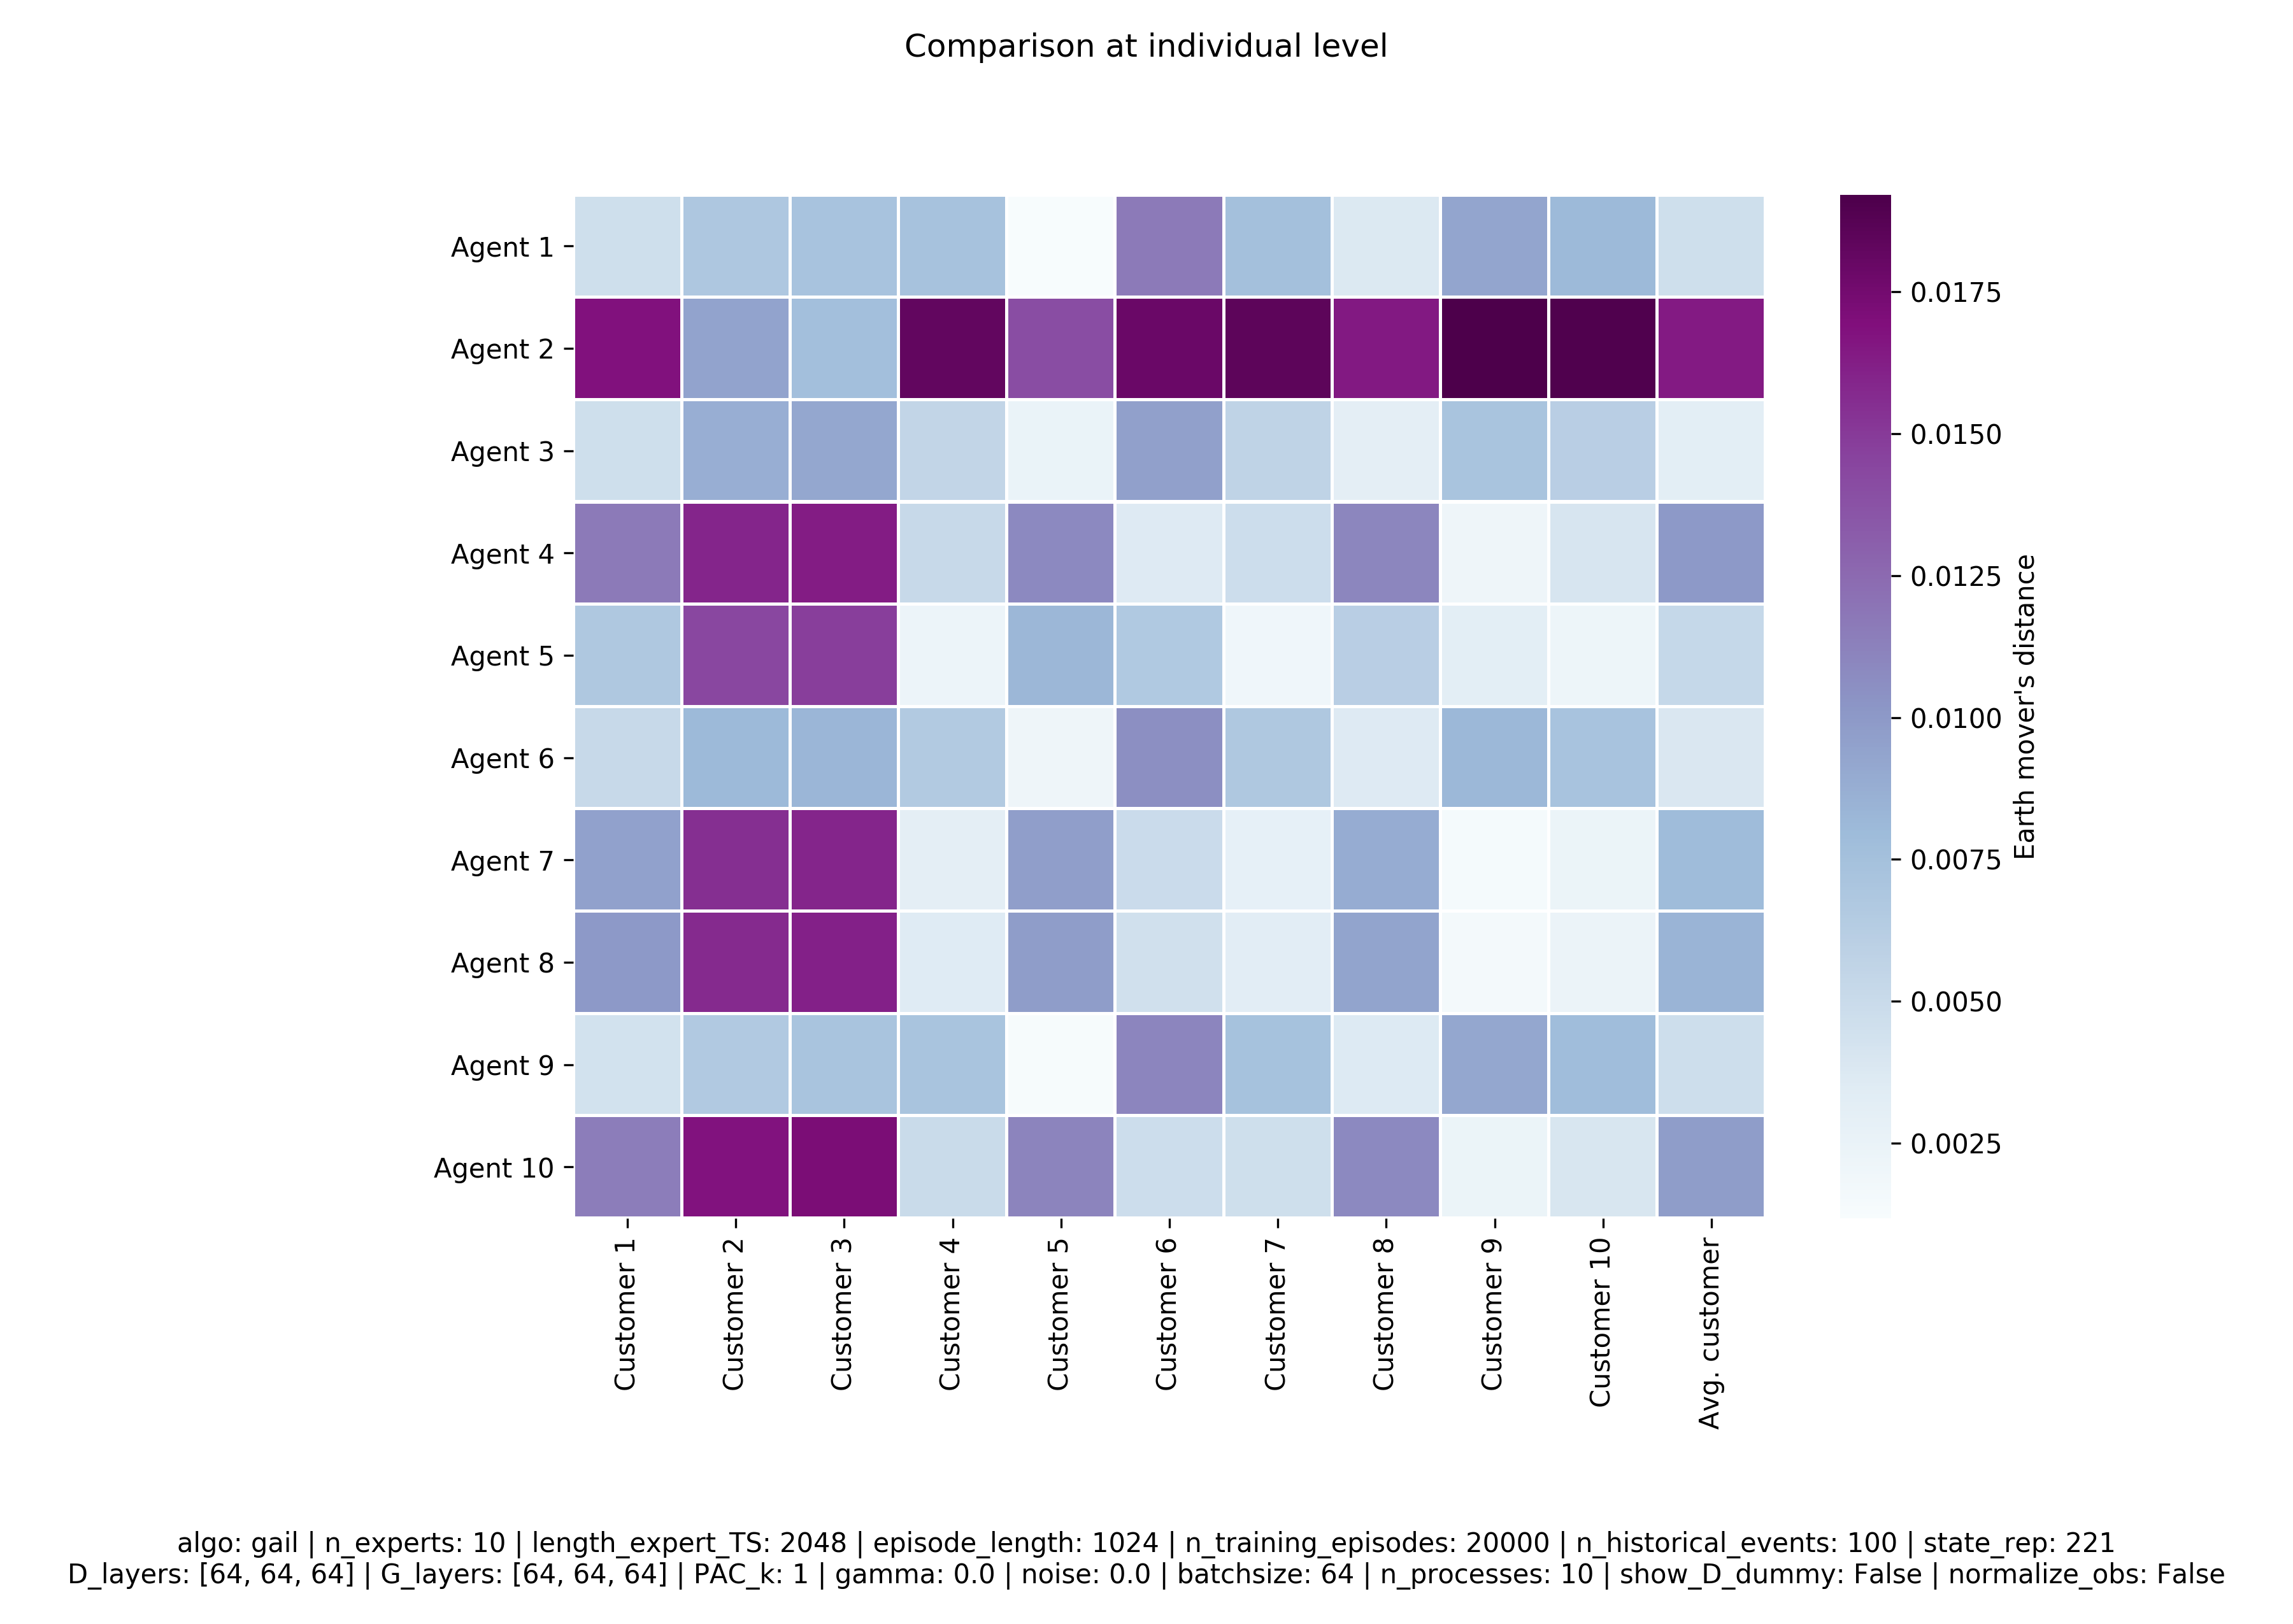 Comparison at individual level
Agent 1
Agent 2
Agent 3
Agent 4
Agent 5
Agent 6
Agent 7
Agent 8
Agent 9
Agent 10
Customer 1
Customer 2
Customer 3
Customer 4
Customer 5
Customer 6
Customer 7
Customer 8
Customer 9
Customer 10
Avg. customer
0.0175
0.0150
0.0125
0.0100
0.0075
0.0050
0.0025
Earth mover's distance
algo: gail | n_experts: 10 | length_expert_TS: 2048 | episode_length: 1024 | n_training_episodes: 20000 | n_historical_events: 100 | state_rep: 221
D_layers: [64, 64, 64] | G_layers: [64, 64, 64] | PAC_k: 1 | gamma: 0.0 | noise: 0.0 | batchsize: 64 | n_processes: 10 | show_D_dummy: False | normalize_obs: False